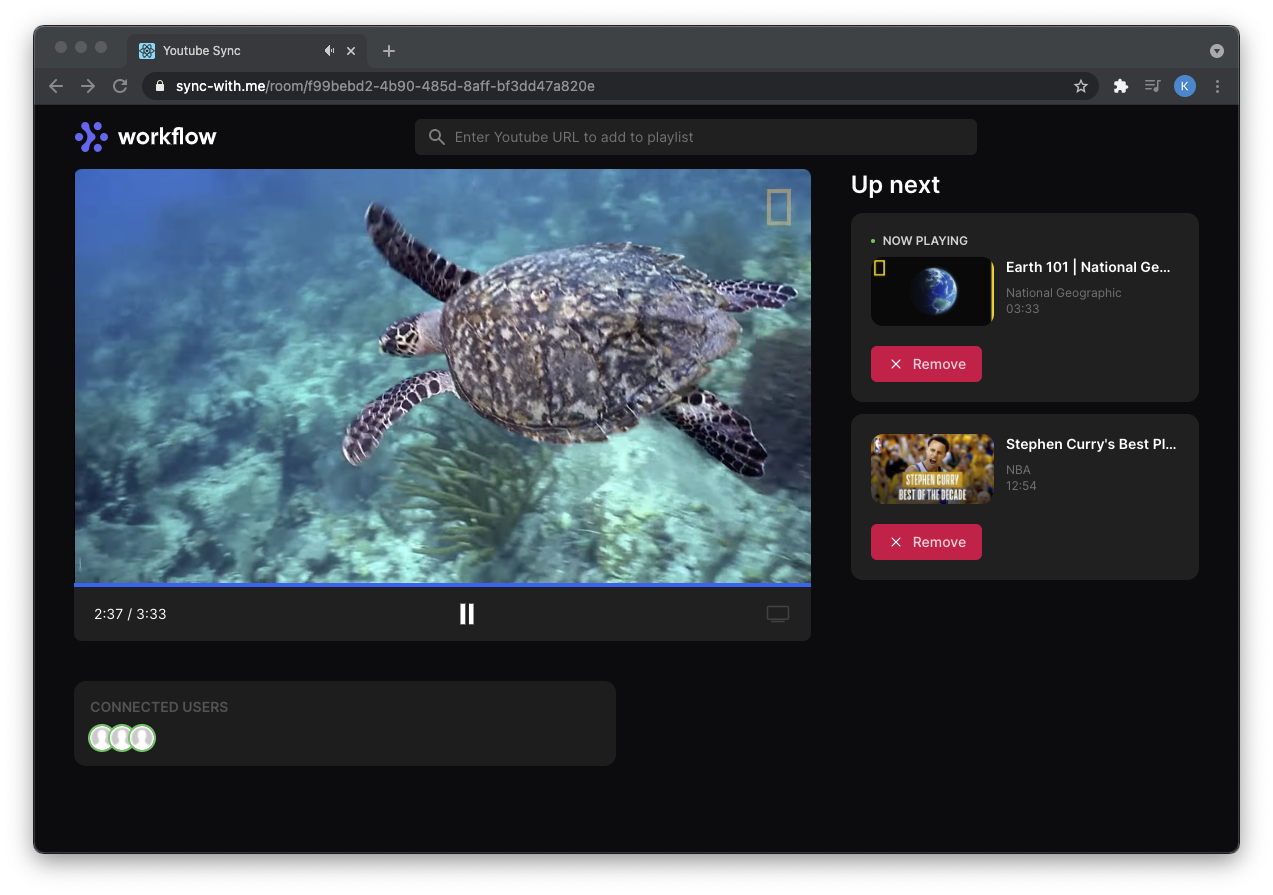 Youtube Sync
sync-with.me/room/f99bebd2-4b90-485d-8aff-bf3dd47a820e
K
workflow
Enter Youtube URL to add to playlist
Up next
NOW PLAYING
Earth 101 | National Ge...
National Geographic
03:33
Remove
Stephen Curry's Best Pl...
NBA
12:54
STEPHEN CURRY
BEST OF THE DECADE
Remove
2:37 / 3:33
CONNECTED USERS